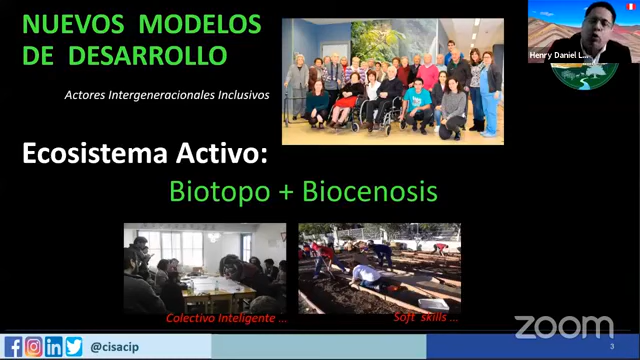 NUEVOS MODELOS
DE DESARROLLO
Actores Intergeneracionales Inclusivos
Henry Daniel L
Ecosistema Activo:
Biotopo + Biocenosis
Colectivo Inteligente ...
Soft skills ...
@cisacip
zoom
3